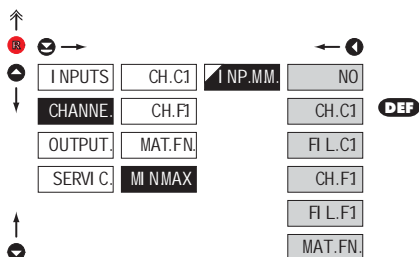 R
INPUTS CH.C1 INP.MM. NO
CHANNE. CH.F1 CH.C1 DEF
OUTPUT. MAT.FN. FIL.C1
SERVIC. MINMAX CH.F1
FIL.F1
MAT.FN.